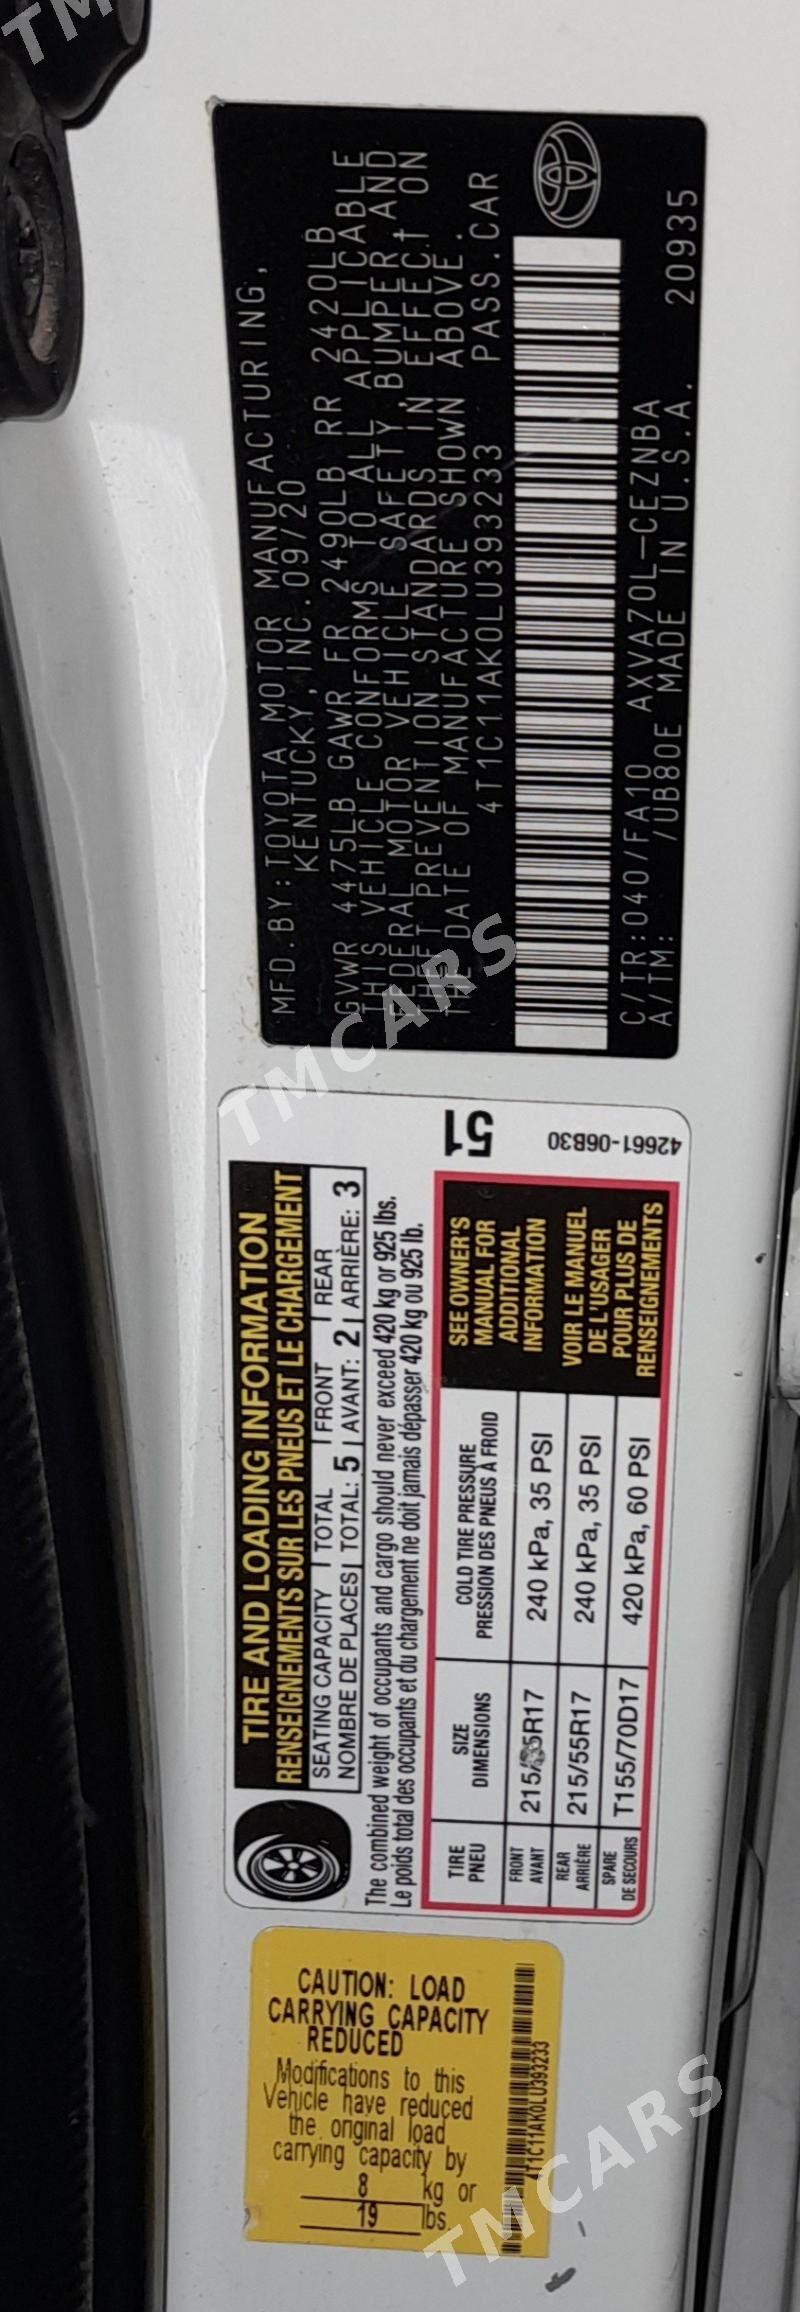 MFD.BY:TOYOTA MOTOR MANUFACTURING,
KENTUCKY, INC. 09/20
GVWR 4475LB GAWR FR 2490LB RR 2420LB
THIS VEHICLE CONFORMS TO ALL APPLICABLE
FEDERAL MOTOR VEHICLE SAFETY,BUMPER,AND
THEFT PREVENTION STANDARDS IN EFFECT ON
THE DATE OF MANUFACTURE SHOWN ABOVE.
4T1C11AK0LU393233 PASS.CAR
C/TR:040/FA10 AXVA70L-CEZNBA
A/TM: /UB80E MADE IN U.S.A. 20935
TIRE AND LOADING INFORMATION
RENSEIGNEMENTS SUR LES PNEUS ET LE CHARGEMENT
SEATING CAPACITY TOTAL FRONT REAR
NOMBRE DE PLACES TOTAL: 5 AVANT: 2 ARRIÈRE: 3
The combined weight of occupants and cargo should never exceed 420 kg or 925 lbs.
Le poids total des occupants et du chargement ne doit jamais dépasser 420 kg ou 925 lb.
51
42661-06B30
TIRE SIZE COLD TIRE PRESSURE
PNEU DIMENSIONS PRESSION DES PNEUS À FROID
FRONT
AVANT 215/55R17 240 kPa, 35 PSI
REAR
ARRIÈRE 215/55R17 240 kPa, 35 PSI
SPARE
DE SECOURS T155/70D17 420 kPa, 60 PSI
SEE OWNER'S
MANUAL FOR
ADDITIONAL
INFORMATION
VOIR LE MANUEL
DE L'USAGER
POUR PLUS DE
RENSEIGNEMENTS
CAUTION: LOAD
CARRYING CAPACITY
REDUCED
Modifications to this
Vehicle have reduced
the original load
carrying capacity by
8 kg or
19 lbs.
4T1C11AK0LU393233
TMCARS
TMCARS